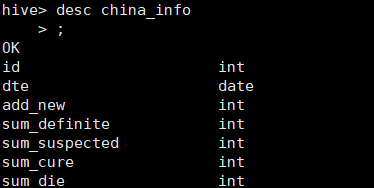 hive> desc china_info
> ;
OK
id int
dte date
add_new int
sum_definite int
sum_suspected int
sum_cure int
sum_die int